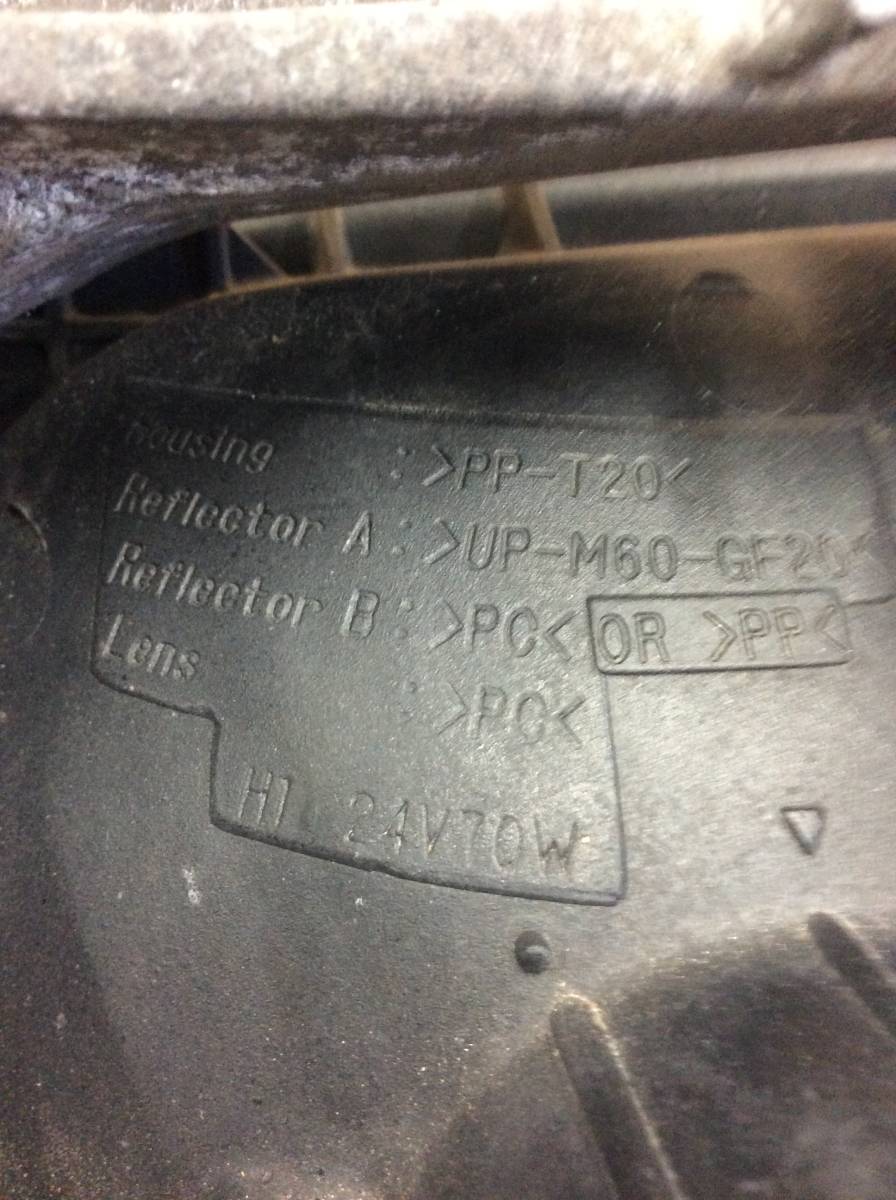 Housing : >PP-T20<
Reflector A : >UP-M60-GF20<
Reflector B : >PC< OR >PP<
Lens : >PC<
H1 24V70W